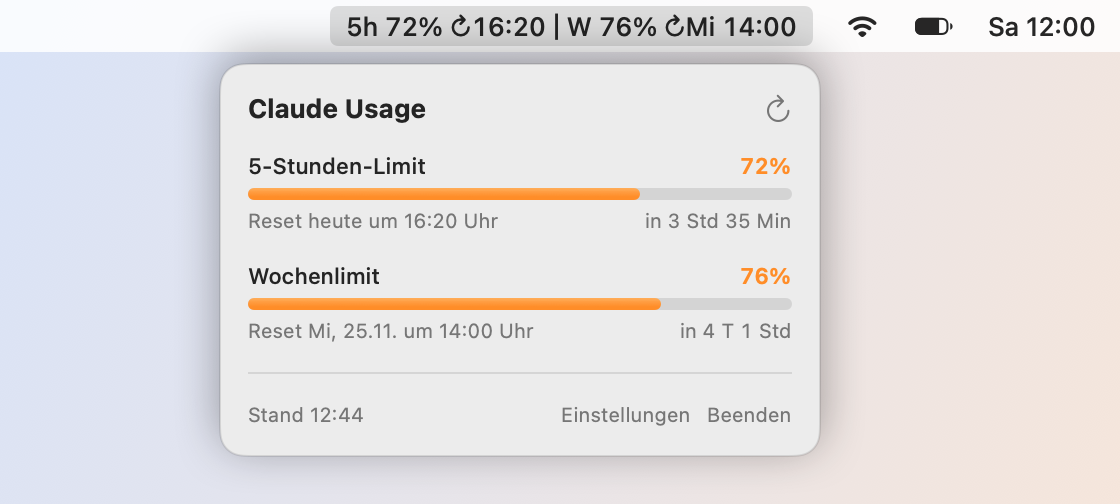 5h 72% ↻16:20 | W 76% ↻Mi 14:00
Sa 12:00
Claude Usage
5-Stunden-Limit 72%
Reset heute um 16:20 Uhr in 3 Std 35 Min
Wochenlimit 76%
Reset Mi, 25.11. um 14:00 Uhr in 4 T 1 Std
Stand 12:44 Einstellungen Beenden